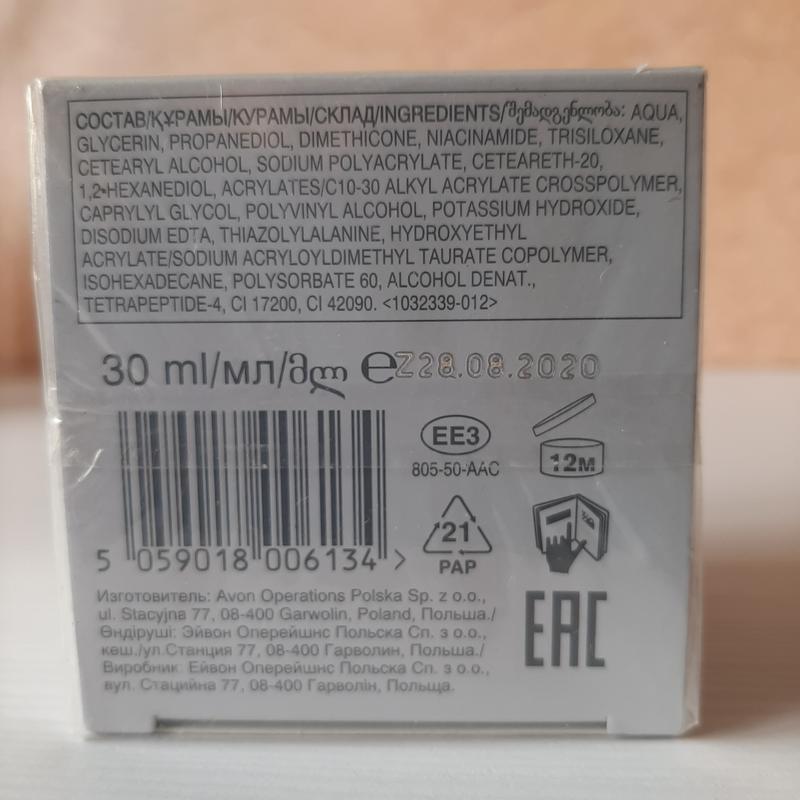 СОСТАВ/ҚҰРАМЫ/КУРАМЫ/СКЛАД/INGREDIENTS/შემადგენლობა: AQUA,
GLYCERIN, PROPANEDIOL, DIMETHICONE, NIACINAMIDE, TRISILOXANE,
CETEARYL ALCOHOL, SODIUM POLYACRYLATE, CETEARETH-20,
1,2-HEXANEDIOL, ACRYLATES/C10-30 ALKYL ACRYLATE CROSSPOLYMER,
CAPRYLYL GLYCOL, POLYVINYL ALCOHOL, POTASSIUM HYDROXIDE,
DISODIUM EDTA, THIAZOLYLALANINE, HYDROXYETHYL
ACRYLATE/SODIUM ACRYLOYLDIMETHYL TAURATE COPOLYMER,
ISOHEXADECANE, POLYSORBATE 60, ALCOHOL DENAT.,
TETRAPEPTIDE-4, CI 17200, CI 42090. <1032339-012>
30 ml/мл/მლ ℮ Z28.08.2020
EE3
805-50-AAC
12M
21
PAP
5 059018 006134 >
Изготовитель: Avon Operations Polska Sp. z o.o.,
ul. Stacyjna 77, 08-400 Garwolin, Poland, Польша./
Өндіруші: Эйвон Оперейшнс Польска Сп. з о.о.,
көш./ул.Станция 77, 08-400 Гарволин, Польша./
Виробник: Ейвон Оперейшнс Польска Сп. з о.о.,
вул. Стаційна 77, 08-400 Гарволін, Польща.
EAC